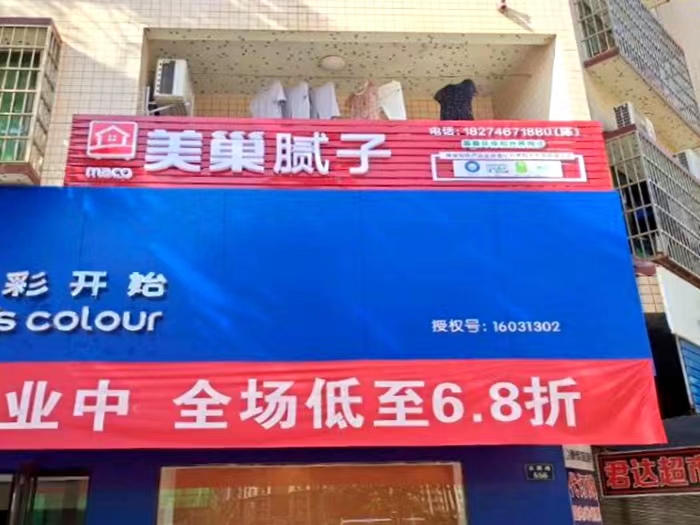 美巢腻子
maco
电话:18274671880(陈)
彩开始
s colour
授权号:16031302
业中 全场低至6.8折
君达超市